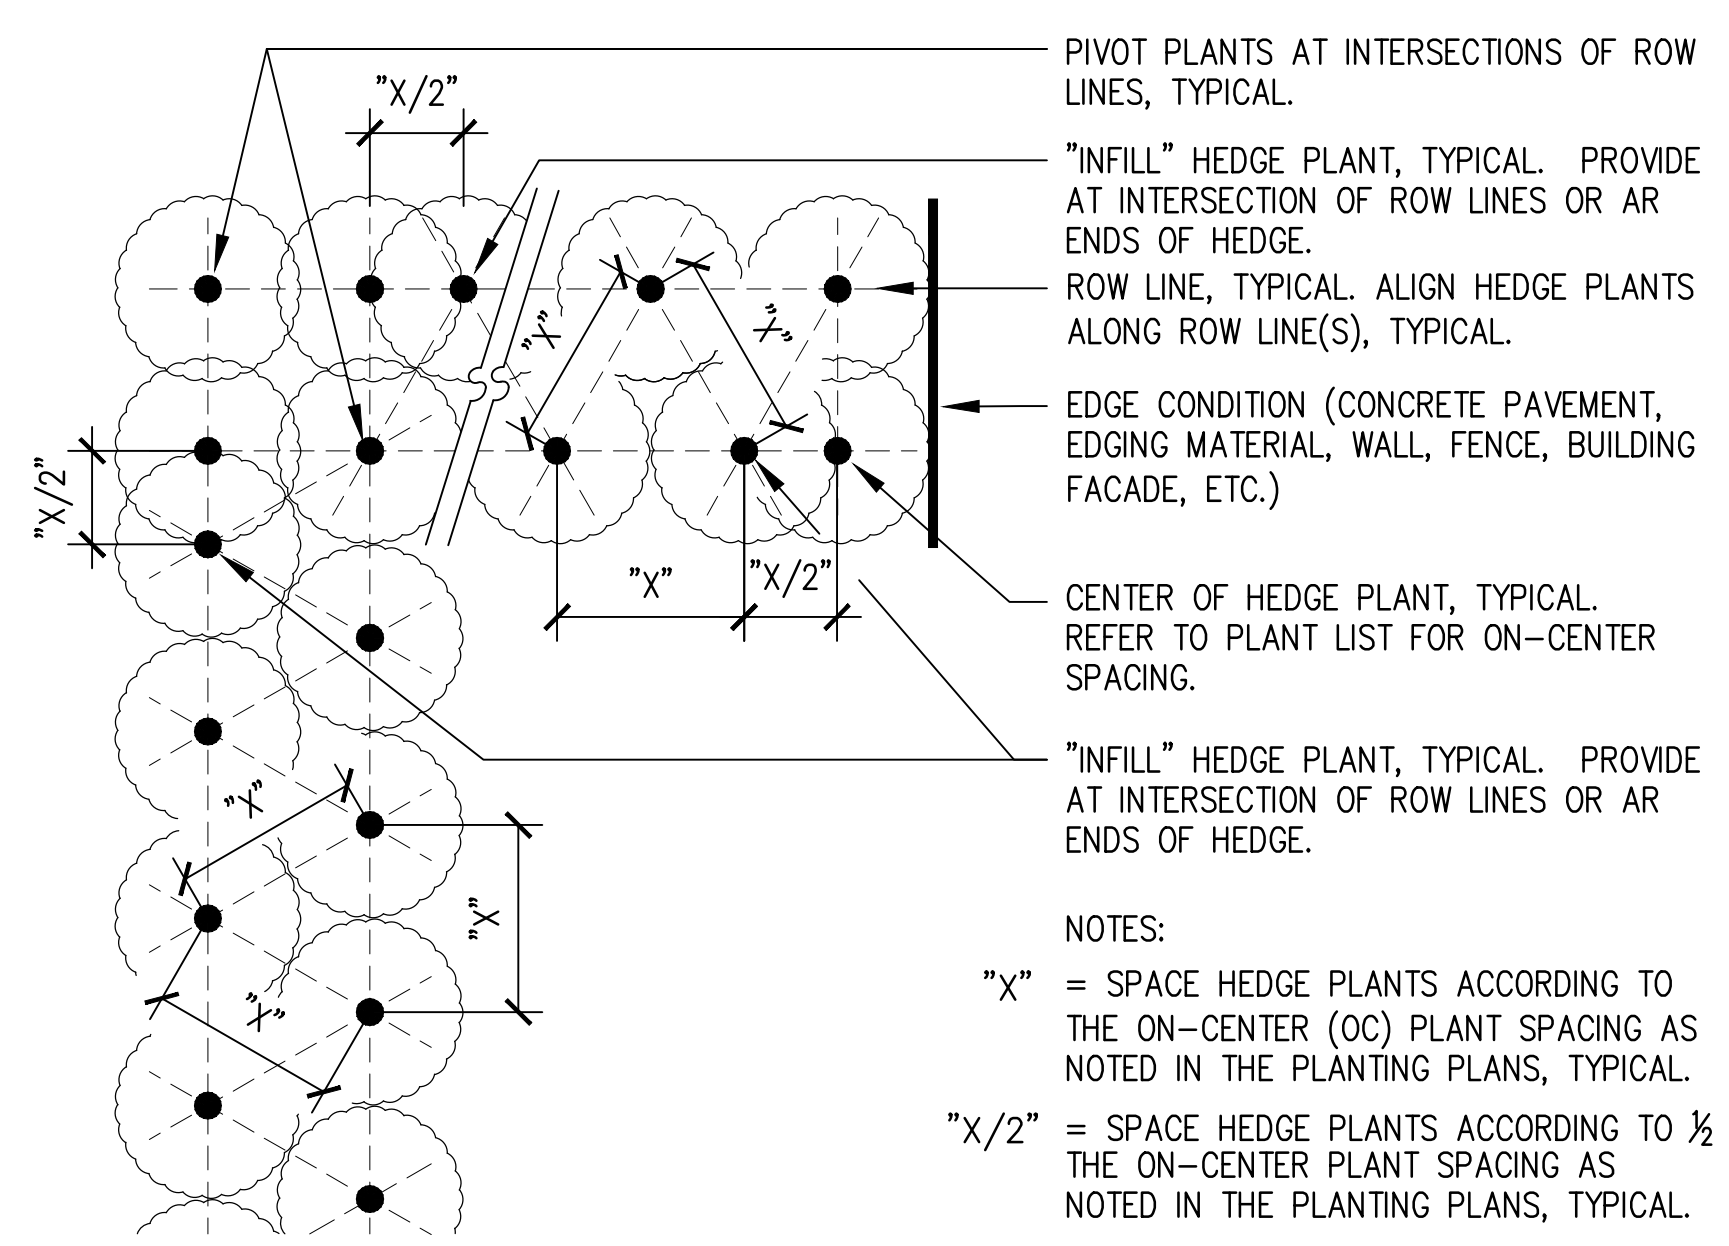 PIVOT PLANTS AT INTERSECTIONS OF ROW
LINES, TYPICAL.
"X/2"
"INFILL" HEDGE PLANT, TYPICAL. PROVIDE
AT INTERSECTION OF ROW LINES OR AR
ENDS OF HEDGE.
ROW LINE, TYPICAL. ALIGN HEDGE PLANTS
ALONG ROW LINE(S), TYPICAL.
"X"
"X"
EDGE CONDITION (CONCRETE PAVEMENT,
EDGING MATERIAL, WALL, FENCE, BUILDING
FACADE, ETC.)
"X/2"
"X"
"X/2"
CENTER OF HEDGE PLANT, TYPICAL.
REFER TO PLANT LIST FOR ON-CENTER
SPACING.
"INFILL" HEDGE PLANT, TYPICAL. PROVIDE
AT INTERSECTION OF ROW LINES OR AR
ENDS OF HEDGE.
"X"
"X"
"X"
NOTES:
"X" = SPACE HEDGE PLANTS ACCORDING TO
THE ON-CENTER (OC) PLANT SPACING AS
NOTED IN THE PLANTING PLANS, TYPICAL.
"X/2" = SPACE HEDGE PLANTS ACCORDING TO ½
THE ON-CENTER PLANT SPACING AS
NOTED IN THE PLANTING PLANS, TYPICAL.